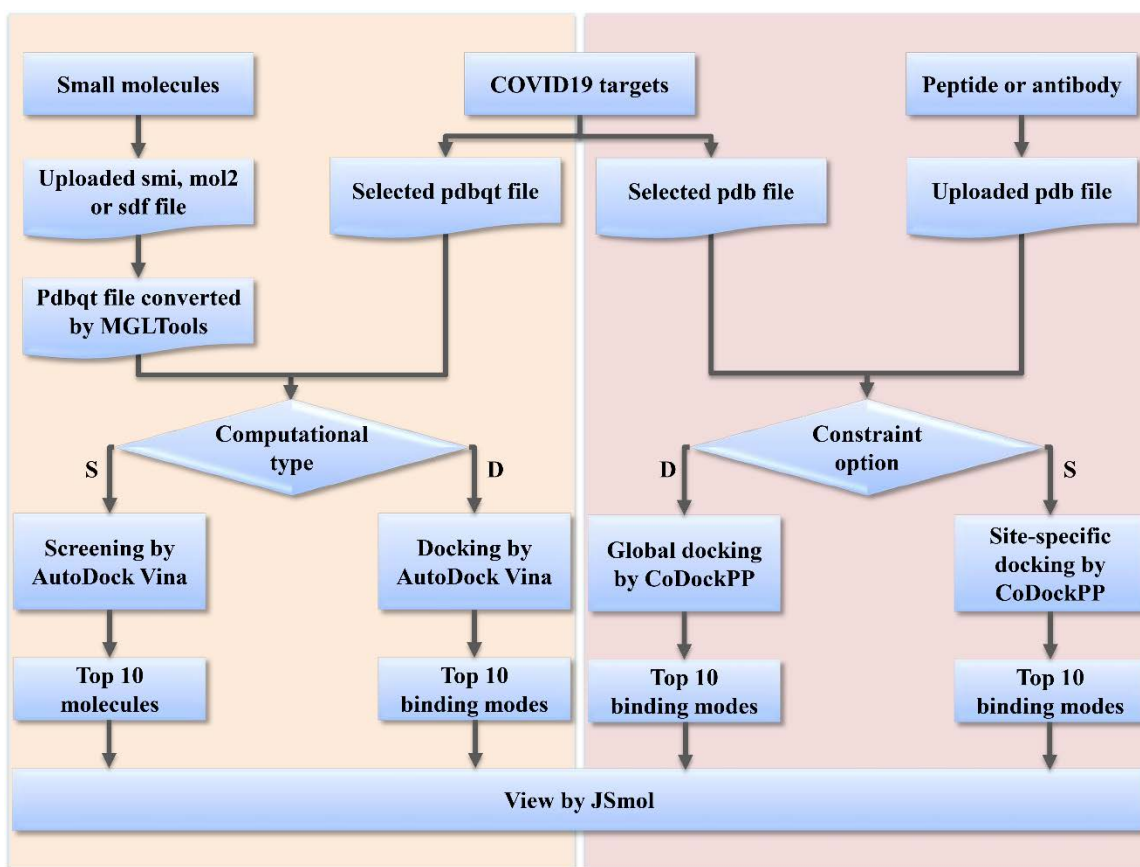 Small molecules
COVID19 targets
Peptide or antibody
Uploaded smi, mol2
or sdf file
Selected pdbqt file
Selected pdb file
Uploaded pdb file
Pdbqt file converted
by MGLTools
Computational
type
Constraint
option
S
D
D
S
Screening by
AutoDock Vina
Docking by
AutoDock Vina
Global docking
by CoDockPP
Site-specific
docking by
CoDockPP
Top 10
molecules
Top 10
binding modes
Top 10
binding modes
Top 10
binding modes
View by JSmol